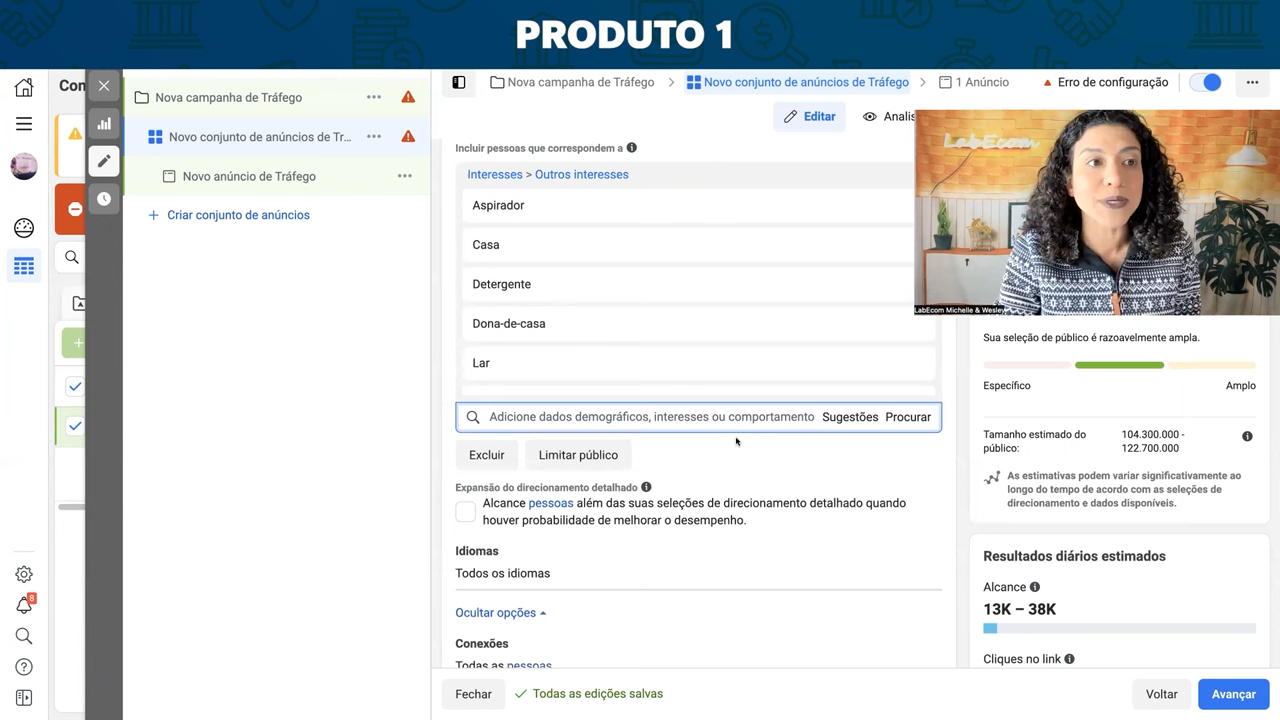 PRODUTO 1
Con
Nova campanha de Tráfego
Novo conjunto de anúncios de Tr...
Novo anúncio de Tráfego
Criar conjunto de anúncios
8
Nova campanha de Tráfego
Novo conjunto de anúncios de Tráfego
1 Anúncio
Erro de configuração
Editar
Analis
Incluir pessoas que correspondem a
Interesses > Outros interesses
Aspirador
Casa
Detergente
Dona-de-casa
Lar
Adicione dados demográficos, interesses ou comportamento
Sugestões
Procurar
Excluir
Limitar público
Expansão do direcionamento detalhado
Alcance pessoas além das suas seleções de direcionamento detalhado quando
houver probabilidade de melhorar o desempenho.
Idiomas
Todos os idiomas
Ocultar opções
Conexões
Todas as pessoas
LabEcom
LabEcom Michelle & Wesley
Sua seleção de público é razoavelmente ampla.
Específico
Amplo
Tamanho estimado do
público:
104.300.000 -
122.700.000
As estimativas podem variar significativamente ao
longo do tempo de acordo com as seleções de
direcionamento e dados disponíveis.
Resultados diários estimados
Alcance
13K – 38K
Cliques no link
Fechar
Todas as edições salvas
Voltar
Avançar